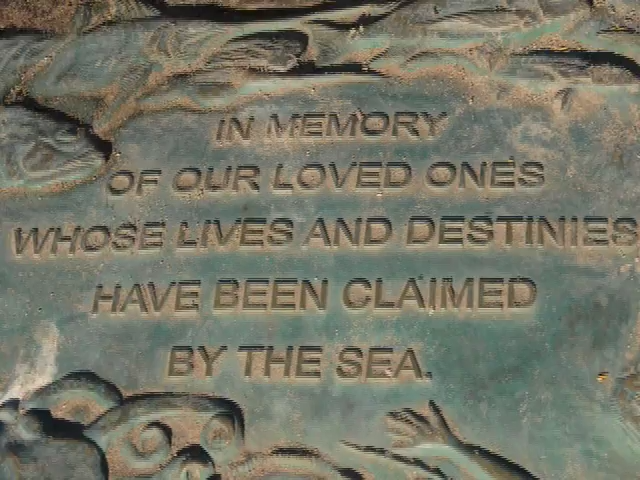 IN MEMORY
OF OUR LOVED ONES
WHOSE LIVES AND DESTINIES
HAVE BEEN CLAIMED
BY THE SEA.